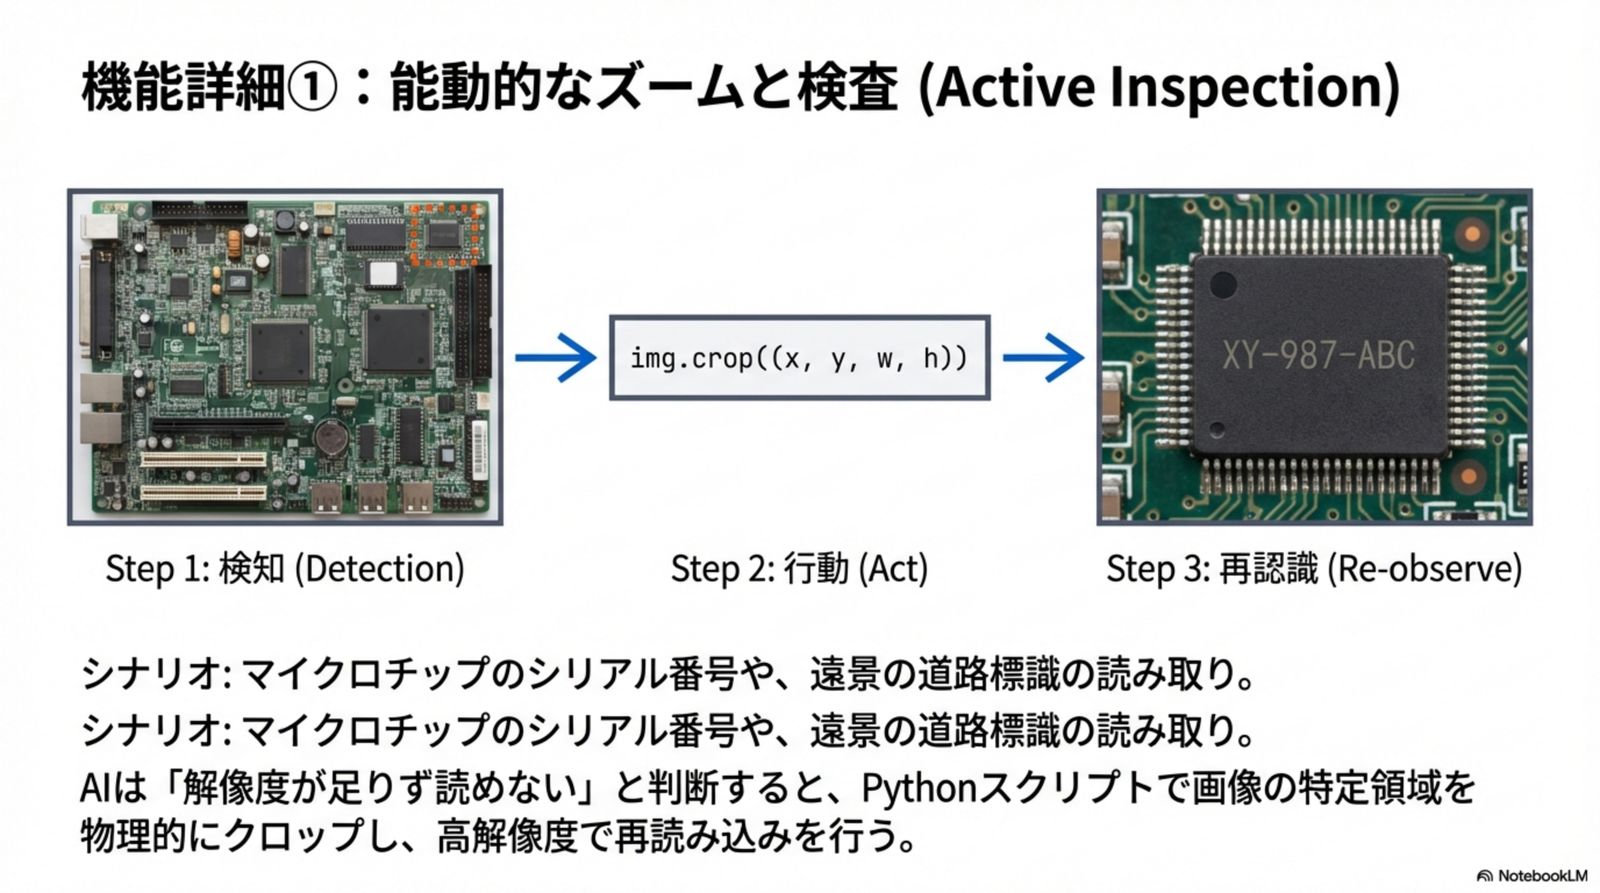 機能詳細①：能動的なズームと検査 (Active Inspection)
img.crop((x, y, w, h))
XY-987-ABC
Step 1: 検知 (Detection)
Step 2: 行動 (Act)
Step 3: 再認識 (Re-observe)
シナリオ: マイクロチップのシリアル番号や、遠景の道路標識の読み取り。
シナリオ: マイクロチップのシリアル番号や、遠景の道路標識の読み取り。
AIは「解像度が足りず読めない」と判断すると、Pythonスクリプトで画像の特定領域を
物理的にクロップし、高解像度で再読み込みを行う。
NotebookLM